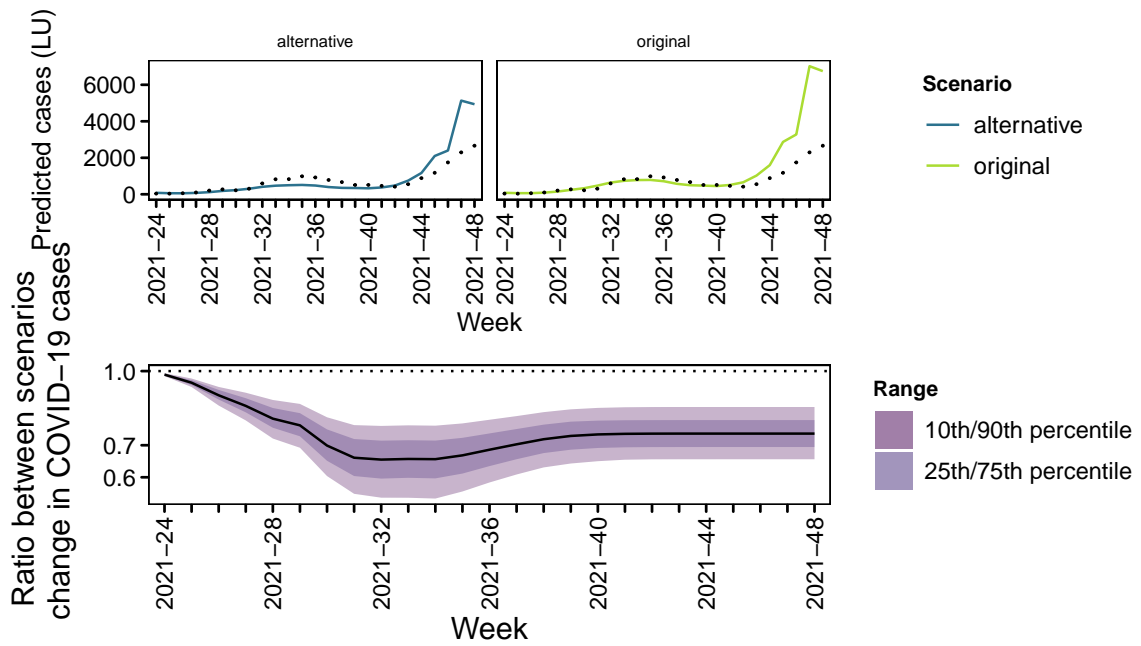 alternative
original
Predicted cases (LU)
6000
4000
2000
0
2021−24
2021−28
2021−32
2021−36
2021−40
2021−44
2021−48
2021−24
2021−28
2021−32
2021−36
2021−40
2021−44
2021−48
Week
Scenario
alternative
original
Ratio between scenarios
change in COVID−19 cases
1.0
0.7
0.6
2021−24
2021−28
2021−32
2021−36
2021−40
2021−44
2021−48
Week
Range
10th/90th percentile
25th/75th percentile